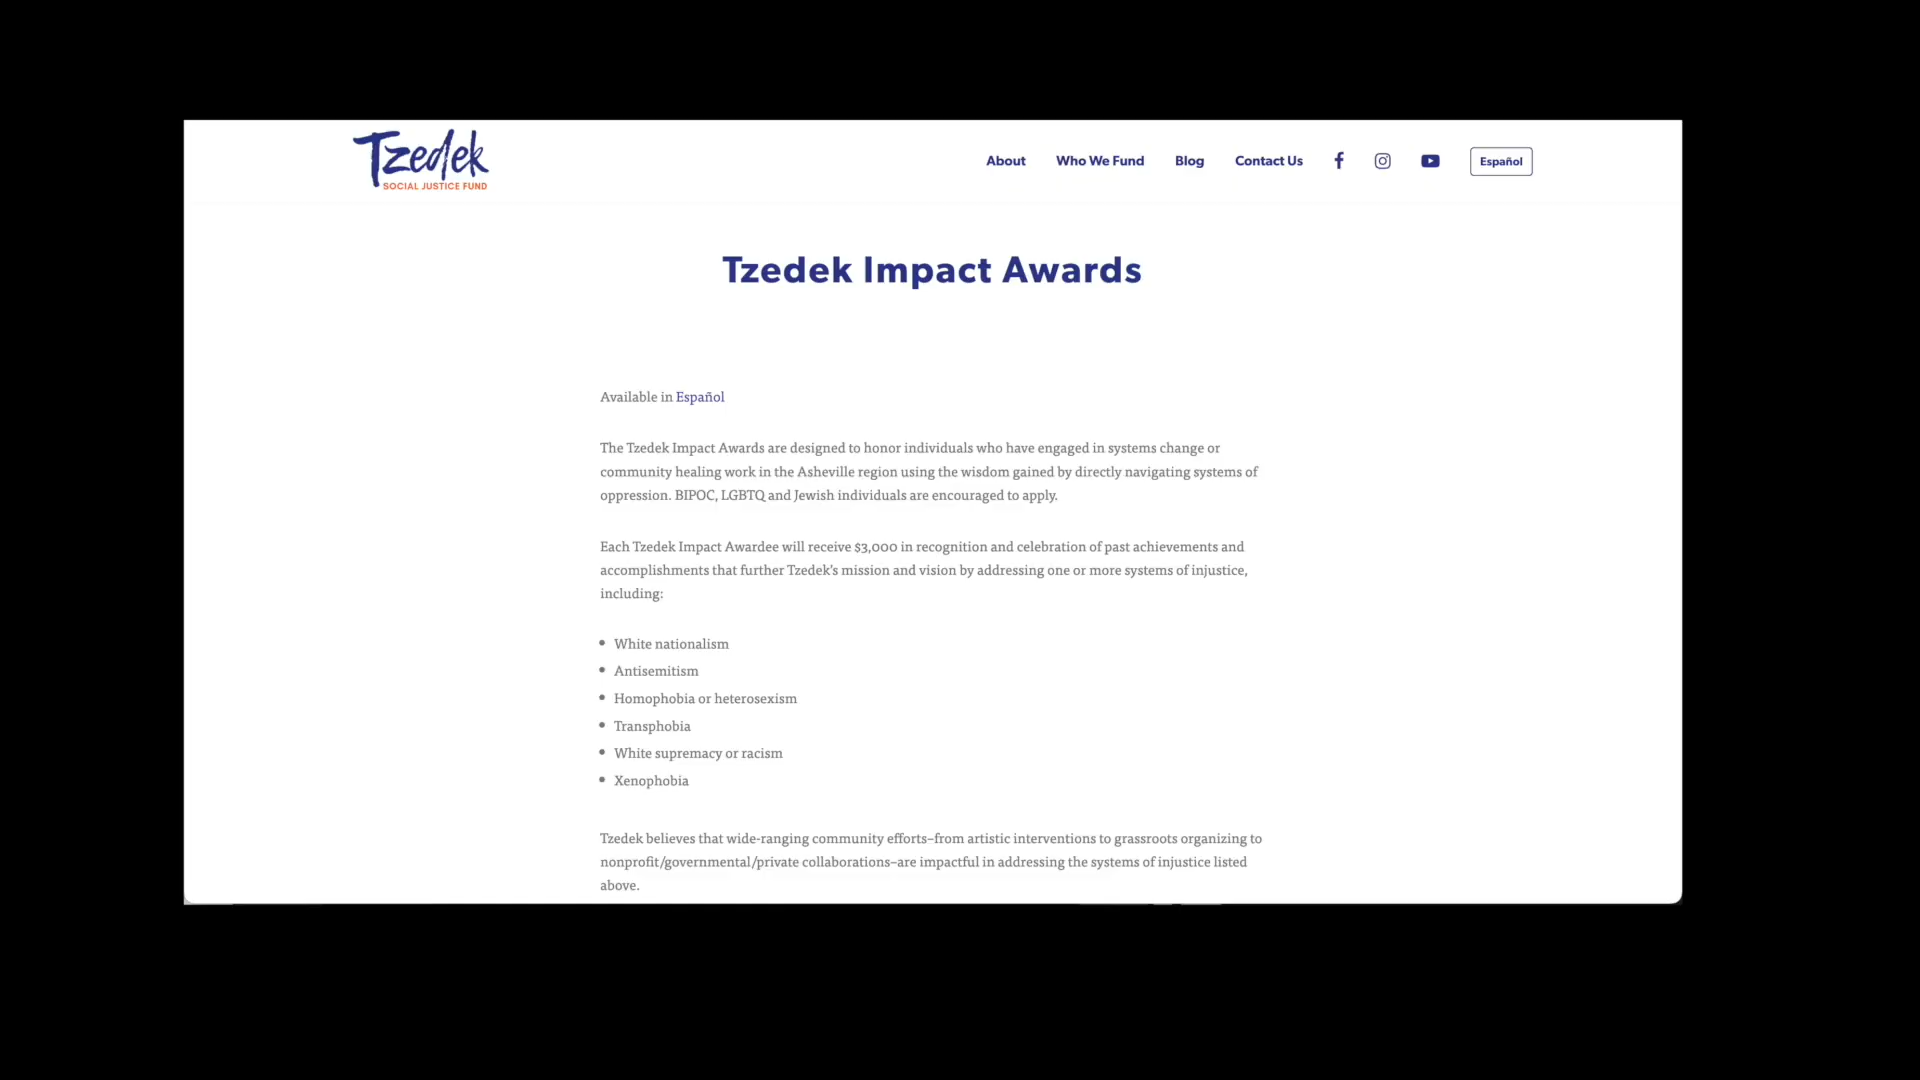 Tzedek
SOCIAL JUSTICE FUND
About
Who We Fund
Blog
Contact Us
Español
Tzedek Impact Awards
Available in Español
The Tzedek Impact Awards are designed to honor individuals who have engaged in systems change or
community healing work in the Asheville region using the wisdom gained by directly navigating systems of
oppression. BIPOC, LGBTQ and Jewish individuals are encouraged to apply.
Each Tzedek Impact Awardee will receive $3,000 in recognition and celebration of past achievements and
accomplishments that further Tzedek's mission and vision by addressing one or more systems of injustice,
including:
• White nationalism
• Antisemitism
• Homophobia or heterosexism
• Transphobia
• White supremacy or racism
• Xenophobia
Tzedek believes that wide-ranging community efforts–from artistic interventions to grassroots organizing to
nonprofit/governmental/private collaborations–are impactful in addressing the systems of injustice listed
above.